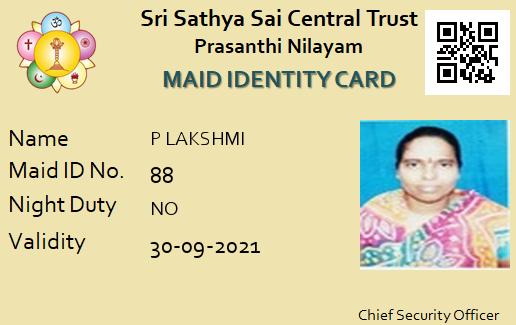 Sri Sathya Sai Central Trust
Prasanthi Nilayam
MAID IDENTITY CARD
Name P LAKSHMI
Maid ID No. 88
Night Duty NO
Validity 30-09-2021
Chief Security Officer